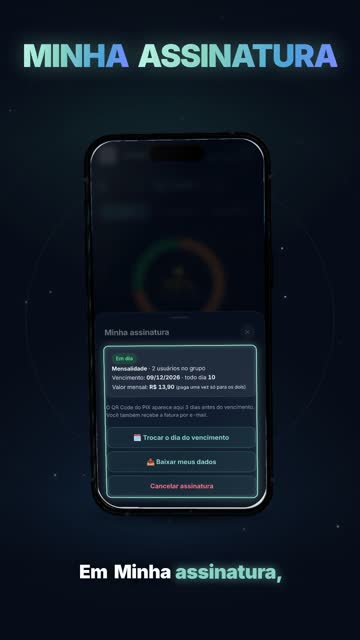 MINHA ASSINATURA
Minha assinatura
Em dia
Mensalidade · 2 usuários no grupo
Vencimento: 09/12/2026 · todo dia 10
Valor mensal: R$ 13,90 (paga uma vez só para os dois)
O QR Code do PIX aparece aqui 3 dias antes do vencimento.
Você também recebe a fatura por e-mail.
Trocar o dia do vencimento
Baixar meus dados
Cancelar assinatura
Em Minha assinatura,